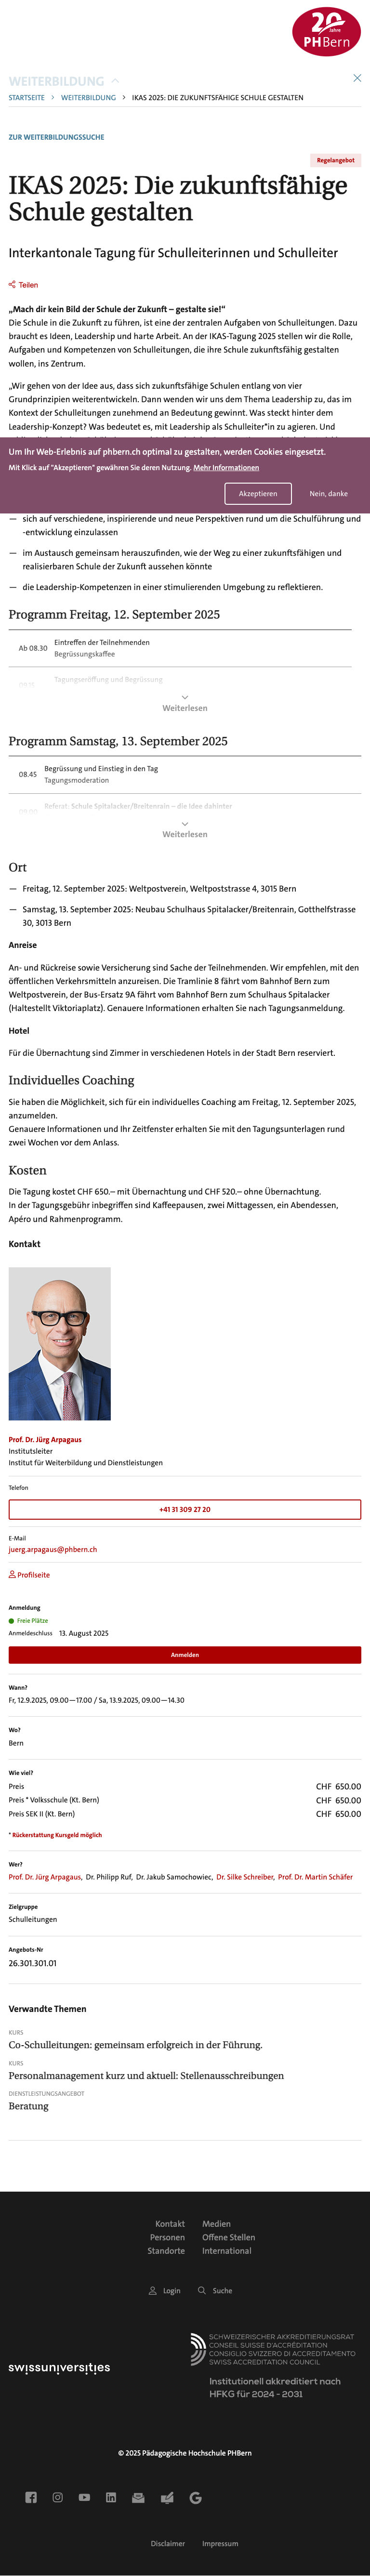 20 Jahre
PHBern
WEITERBILDUNG
STARTSEITE > WEITERBILDUNG > IKAS 2025: DIE ZUKUNFTSFÄHIGE SCHULE GESTALTEN
ZUR WEITERBILDUNGSSUCHE
Regelangebot
IKAS 2025: Die zukunftsfähige
Schule gestalten
Interkantonale Tagung für Schulleiterinnen und Schulleiter
Teilen
„Mach dir kein Bild der Schule der Zukunft – gestalte sie!“
Die Schule in die Zukunft zu führen, ist eine der zentralen Aufgaben von Schulleitungen. Dazu
braucht es Ideen, Leadership und harte Arbeit. An der IKAS-Tagung 2025 stellen wir die Rolle,
Aufgaben und Kompetenzen von Schulleitungen, die ihre Schule zukunftsfähig gestalten
wollen, ins Zentrum.
„Wir gehen von der Idee aus, dass sich zukunftsfähige Schulen entlang von vier
Grundprinzipien weiterentwickeln. Dann wenden wir uns dem Thema Leadership zu, das im
Kontext der Schulleitungen zunehmend an Bedeutung gewinnt. Was steckt hinter dem
Leadership-Konzept? Was bedeutet es, mit Leadership als Schulleiter*in zu agieren. Und
Um Ihr Web-Erlebnis auf phbern.ch optimal zu gestalten, werden Cookies eingesetzt.
Mit Klick auf "Akzeptieren" gewähren Sie deren Nutzung. Mehr Informationen
Akzeptieren
Nein, danke
— sich auf verschiedene, inspirierende und neue Perspektiven rund um die Schulführung und
-entwicklung einzulassen
— im Austausch gemeinsam herauszufinden, wie der Weg zu einer zukunftsfähigen und
realisierbaren Schule der Zukunft aussehen könnte
— die Leadership-Kompetenzen in einer stimulierenden Umgebung zu reflektieren.
Programm Freitag, 12. September 2025
Ab 08.30
Eintreffen der Teilnehmenden
Begrüssungskaffee
Tagungseröffung und Begrüssung
Weiterlesen
Programm Samstag, 13. September 2025
08.45
Begrüssung und Einstieg in den Tag
Tagungsmoderation
09.00
Referat: Schule Spitalacker/Breitenrain – die Idee dahinter
Weiterlesen
Ort
— Freitag, 12. September 2025: Weltpostverein, Weltpoststrasse 4, 3015 Bern
— Samstag, 13. September 2025: Neubau Schulhaus Spitalacker/Breitenrain, Gotthelfstrasse
30, 3013 Bern
Anreise
An- und Rückreise sowie Versicherung sind Sache der Teilnehmenden. Wir empfehlen, mit den
öffentlichen Verkehrsmitteln anzureisen. Die Tramlinie 8 fährt vom Bahnhof Bern zum
Weltpostverein, der Bus-Ersatz 9A fährt vom Bahnhof Bern zum Schulhaus Spitalacker
(Haltestellt Viktoriaplatz). Genauere Informationen erhalten Sie nach Tagungsanmeldung.
Hotel
Für die Übernachtung sind Zimmer in verschiedenen Hotels in der Stadt Bern reserviert.
Individuelles Coaching
Sie haben die Möglichkeit, sich für ein individuelles Coaching am Freitag, 12. September 2025,
anzumelden.
Genauere Informationen und Ihr Zeitfenster erhalten Sie mit den Tagungsunterlagen rund
zwei Wochen vor dem Anlass.
Kosten
Die Tagung kostet CHF 650.– mit Übernachtung und CHF 520.– ohne Übernachtung.
In der Tagungsgebühr inbegriffen sind Kaffeepausen, zwei Mittagessen, ein Abendessen,
Apéro und Rahmenprogramm.
Kontakt
Prof. Dr. Jürg Arpagaus
Institutsleiter
Institut für Weiterbildung und Dienstleistungen
Telefon
+41 31 309 27 20
E-Mail
juerg.arpagaus@phbern.ch
Profilseite
Anmeldung
Freie Plätze
Anmeldeschluss 13. August 2025
Anmelden
Wann?
Fr, 12.9.2025, 09.00—17.00 / Sa, 13.9.2025, 09.00—14.30
Wo?
Bern
Wie viel?
Preis CHF 650.00
Preis * Volksschule (Kt. Bern) CHF 650.00
Preis SEK II (Kt. Bern) CHF 650.00
* Rückerstattung Kursgeld möglich
Wer?
Prof. Dr. Jürg Arpagaus, Dr. Philipp Ruf, Dr. Jakub Samochowiec, Dr. Silke Schreiber, Prof. Dr. Martin Schäfer
Zielgruppe
Schulleitungen
Angebots-Nr
26.301.301.01
Verwandte Themen
KURS
Co-Schulleitungen: gemeinsam erfolgreich in der Führung.
KURS
Personalmanagement kurz und aktuell: Stellenausschreibungen
DIENSTLEISTUNGSANGEBOT
Beratung
Kontakt Medien
Personen Offene Stellen
Standorte International
Login Suche
swissuniversities
SCHWEIZERISCHER AKKREDITIERUNGSRAT
CONSEIL SUISSE D'ACCRÉDITATION
CONSIGLIO SVIZZERO DI ACCREDITAMENTO
SWISS ACCREDITATION COUNCIL
Institutionell akkreditiert nach
HFKG für 2024 - 2031
© 2025 Pädagogische Hochschule PHBern
Disclaimer Impressum